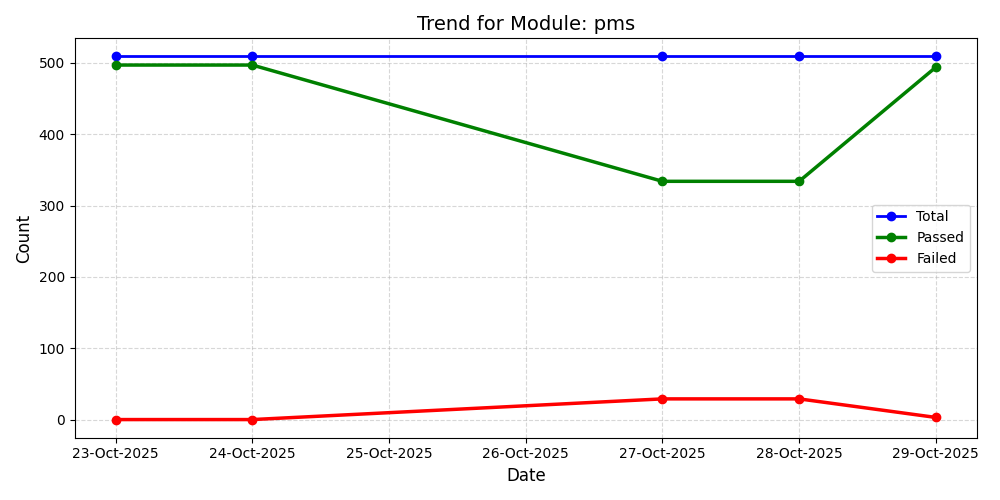 Trend for Module: pms
500
400
300
200
100
0
Count
Total
Passed
Failed
23-Oct-2025 24-Oct-2025 25-Oct-2025 26-Oct-2025 27-Oct-2025 28-Oct-2025 29-Oct-2025
Date